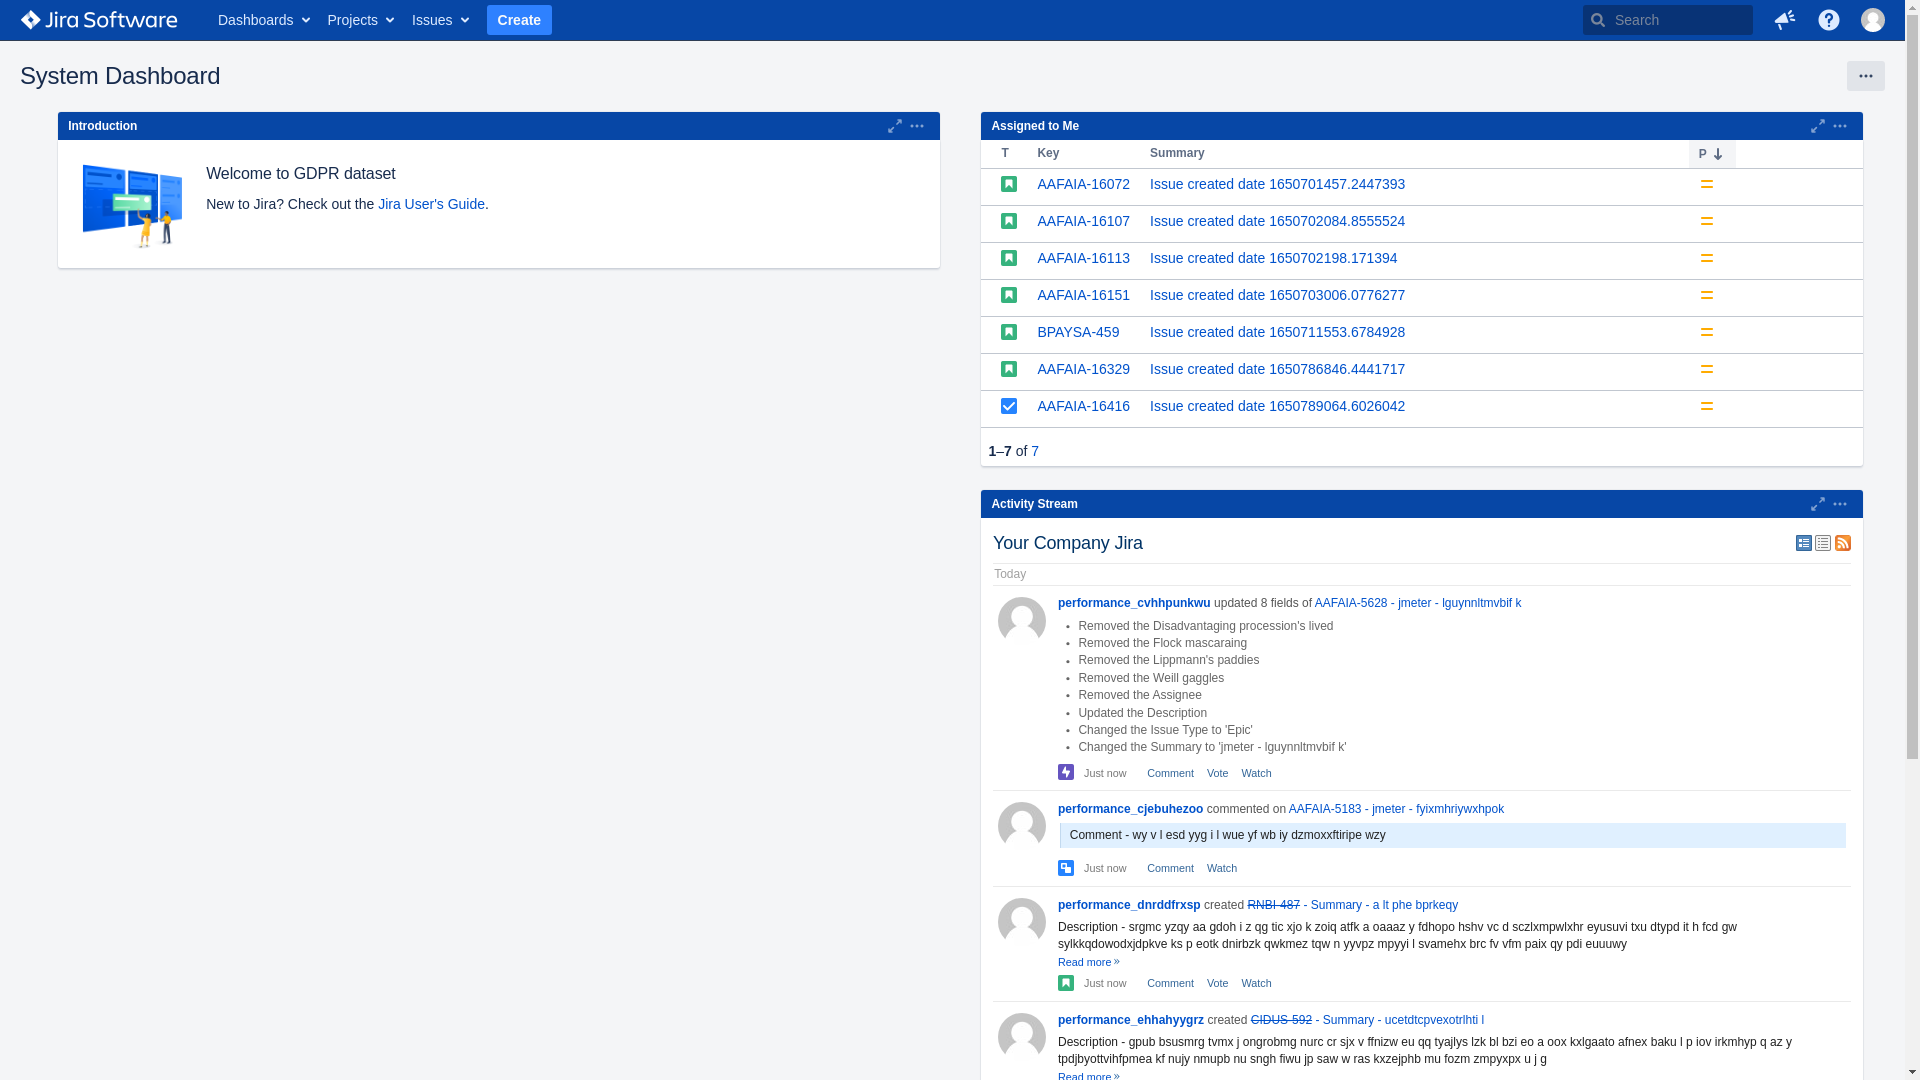 Jira Software
Dashboards Projects Issues Create Search
System Dashboard
Introduction
Welcome to GDPR dataset
New to Jira? Check out the Jira User's Guide.
Assigned to Me
T Key Summary P
AAFAIA-16072 Issue created date 1650701457.2447393
AAFAIA-16107 Issue created date 1650702084.8555524
AAFAIA-16113 Issue created date 1650702198.171394
AAFAIA-16151 Issue created date 1650703006.0776277
BPAYSA-459 Issue created date 1650711553.6784928
AAFAIA-16329 Issue created date 1650786846.4441717
AAFAIA-16416 Issue created date 1650789064.6026042
1–7 of 7
Activity Stream
Your Company Jira
Today
performance_cvhhpunkwu updated 8 fields of AAFAIA-5628 - jmeter - lguynnltmvbif k
Removed the Disadvantaging procession's lived
Removed the Flock mascaraing
Removed the Lippmann's paddies
Removed the Weill gaggles
Removed the Assignee
Updated the Description
Changed the Issue Type to 'Epic'
Changed the Summary to 'jmeter - lguynnltmvbif k'
Just now Comment Vote Watch
performance_cjebuhezoo commented on AAFAIA-5183 - jmeter - fyixmhriywxhpok
Comment - wy v l esd yyg i l wue yf wb iy dzmoxxftiripe wzy
Just now Comment Watch
performance_dnrddfrxsp created RNBI-487 - Summary - a lt phe bprkeqy
Description - srgmc yzqy aa gdoh i z qg tic xjo k zoiq atfk a oaaaz y fdhopo hshv vc d sczlxmpwlxhr eyusuvi txu dtypd it h fcd gw
sylkkqdowodxjdpkve ks p eotk dnirbzk qwkmez tqw n yyvpz mpyyi l svamehx brc fv vfm paix qy pdi euuuwy
Read more »
Just now Comment Vote Watch
performance_ehhahyygrz created CIDUS-592 - Summary - ucetdtcpvexotrlhti l
Description - gpub bsusmrg tvmx j ongrobmg nurc cr sjx v ffnizw eu qq tyajlys lzk bl bzi eo a oox kxlgaato afnex baku l p iov irkmhyp q az y
tpdjbyottvihfpmea kf nujy nmupb nu sngh fiwu jp saw w ras kxzejphb mu fozm zmpyxpx u j g
Read more »